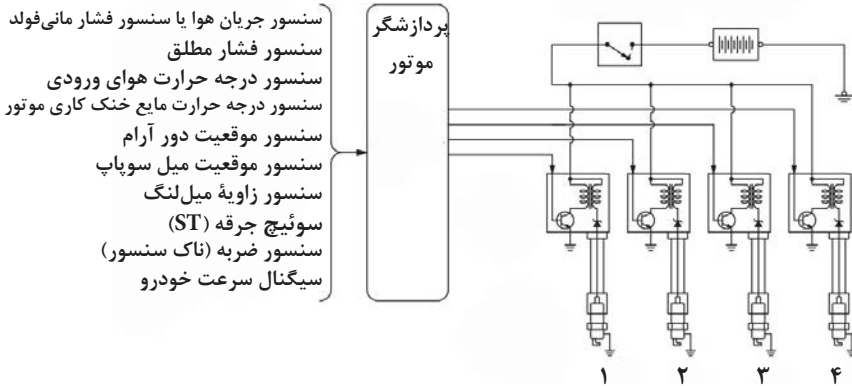 سنسور جریان هوا یا سنسور فشار مانی‌فولد
سنسور فشار مطلق
سنسور درجه حرارت هوای ورودی
سنسور درجه حرارت مایع خنک کاری موتور
سنسور موقعیت دور آرام
سنسور موقعیت میل سوپاپ
سنسور زاویهٔ میل‌لنگ
سوئیچ جرقه (ST)
سنسور ضربه (ناک سنسور)
سیگنال سرعت خودرو
پردازشگر
موتور
۱ ۲ ۳ ۴